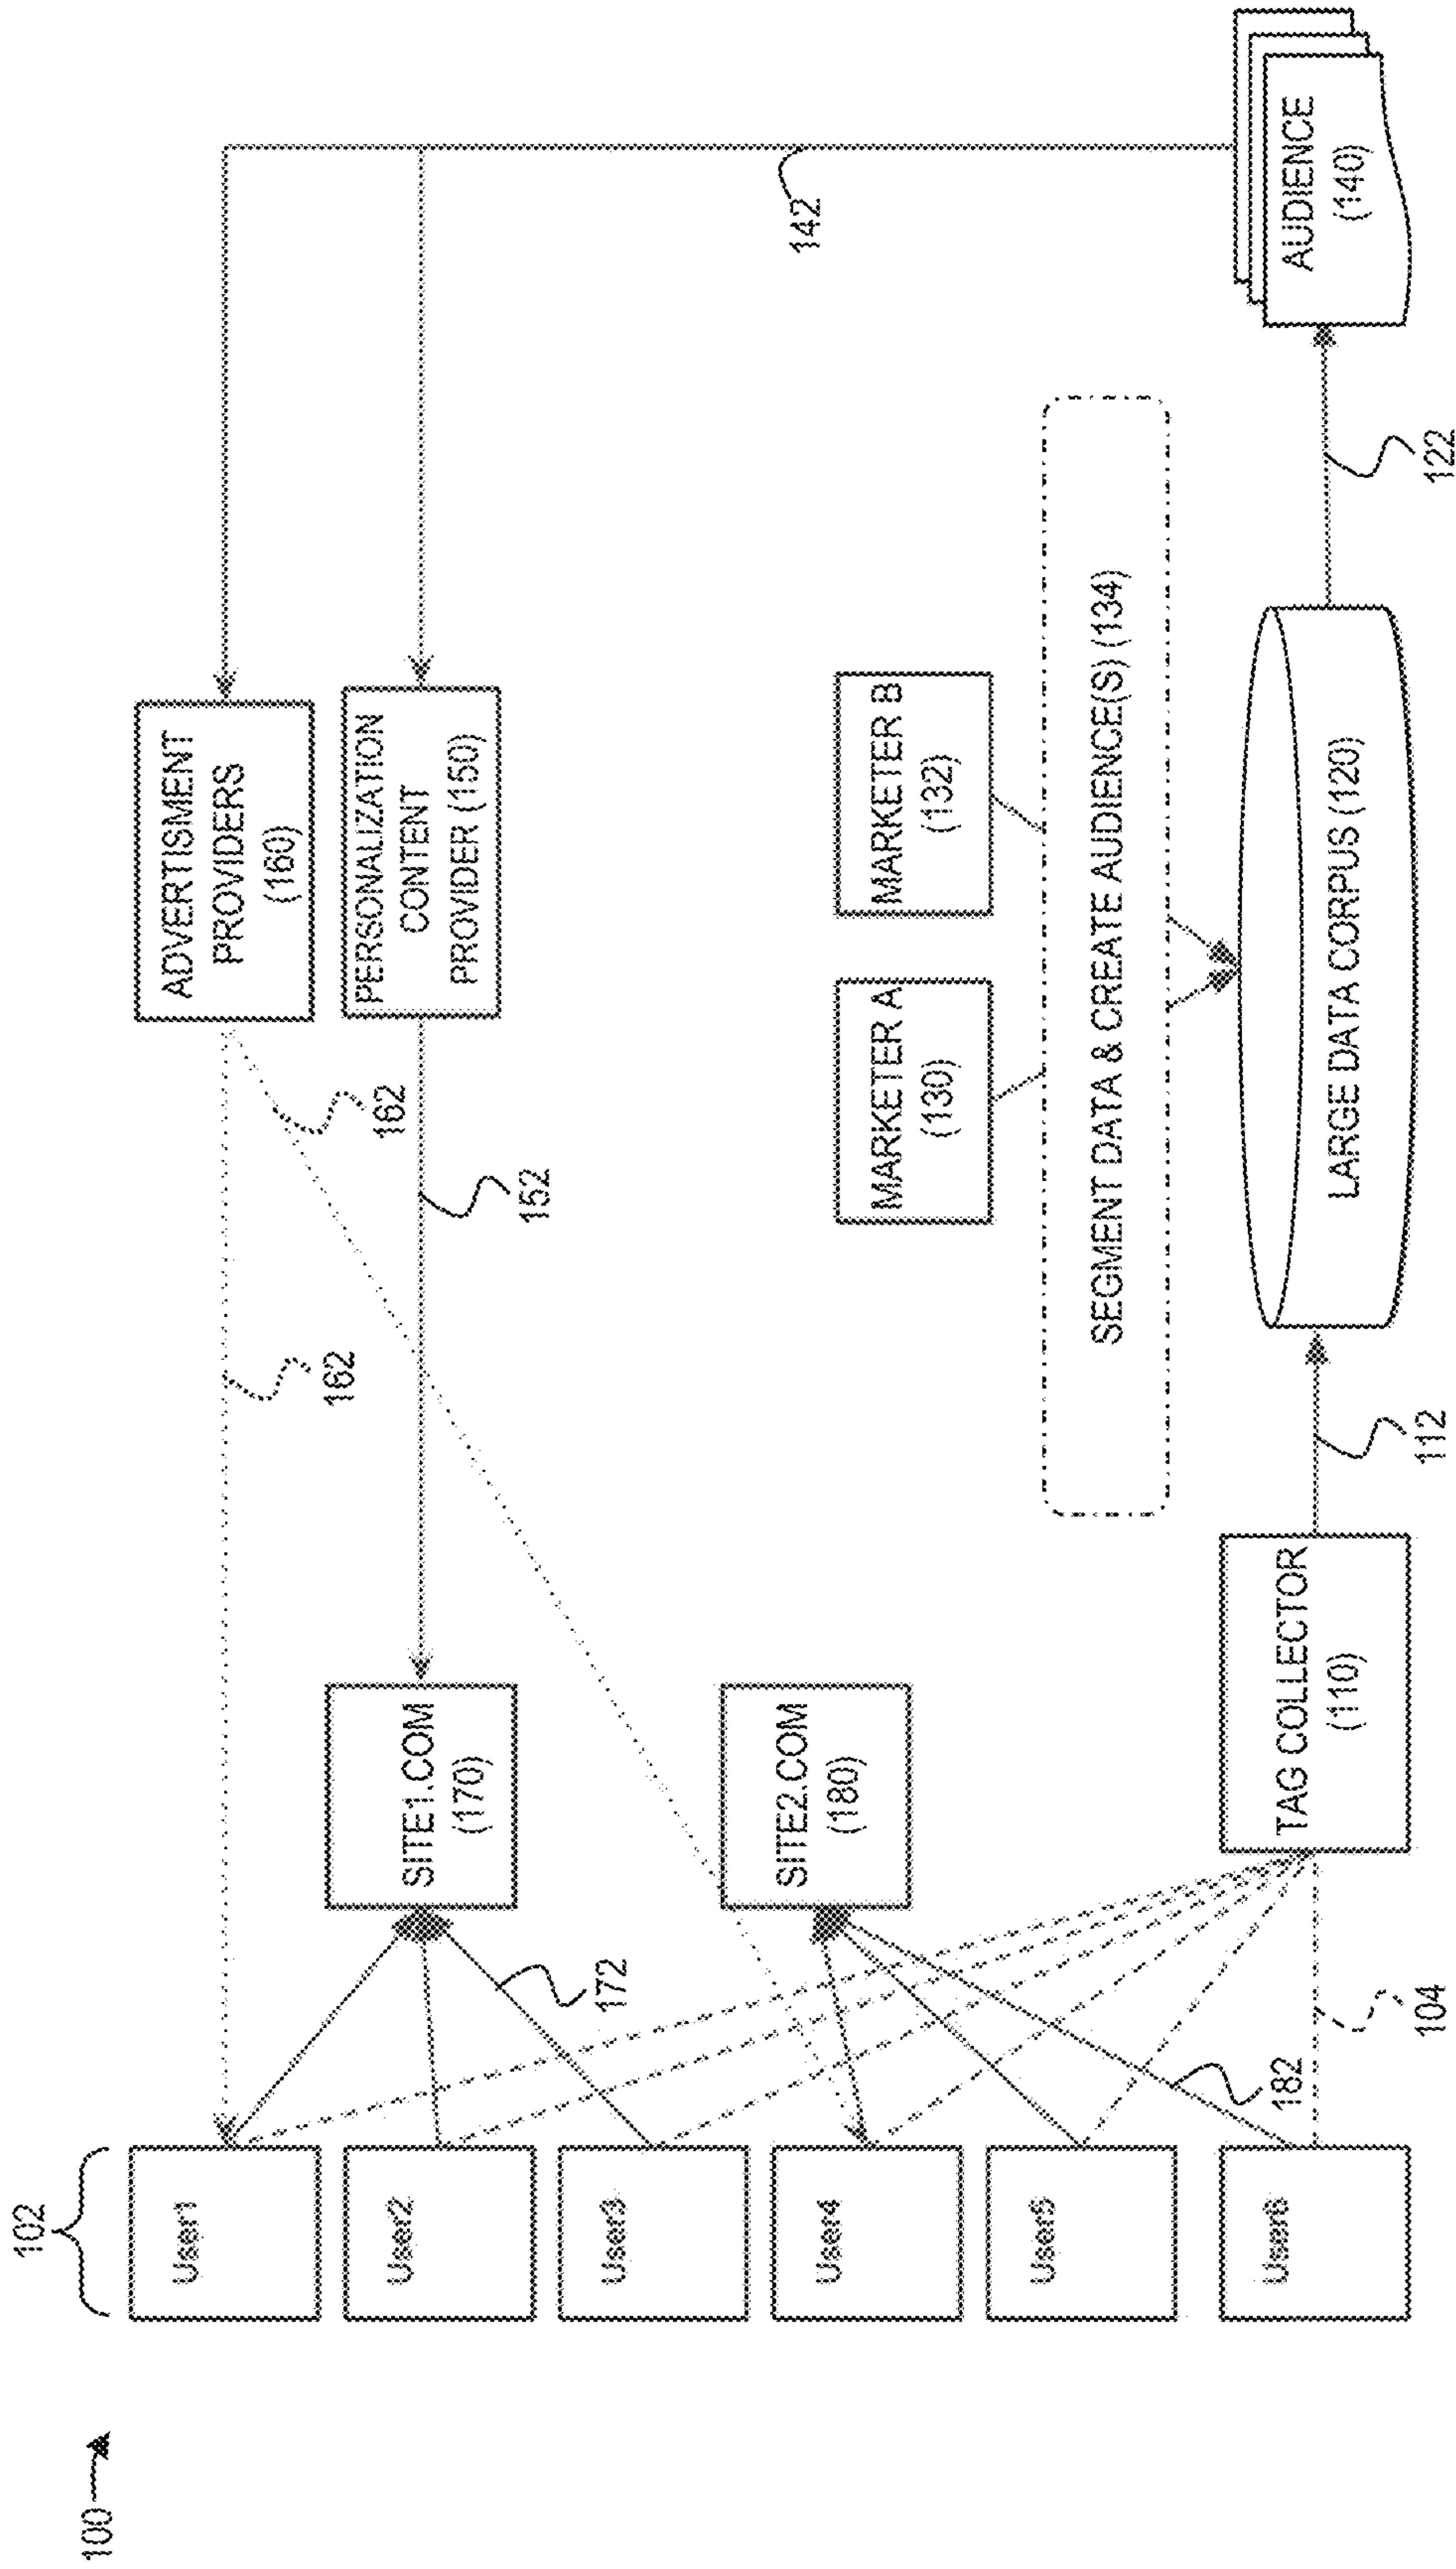 100
102
User1
User2
User3
User4
User5
User6
162
162
152
172
182
104
SITE1.COM
(170)
SITE2.COM
(180)
TAG COLLECTOR
(110)
112
ADVERTISMENT
PROVIDERS
(160)
PERSONALIZATION
CONTENT
PROVIDER (150)
MARKETER A
(130)
MARKETER B
(132)
SEGMENT DATA & CREATE AUDIENCE(S) (134)
LARGE DATA CORPUS (120)
122
142
AUDIENCE
(140)